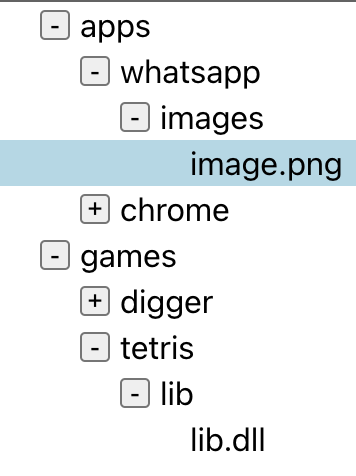 - apps
- whatsapp
- images
image.png
+ chrome
- games
+ digger
- tetris
- lib
lib.dll